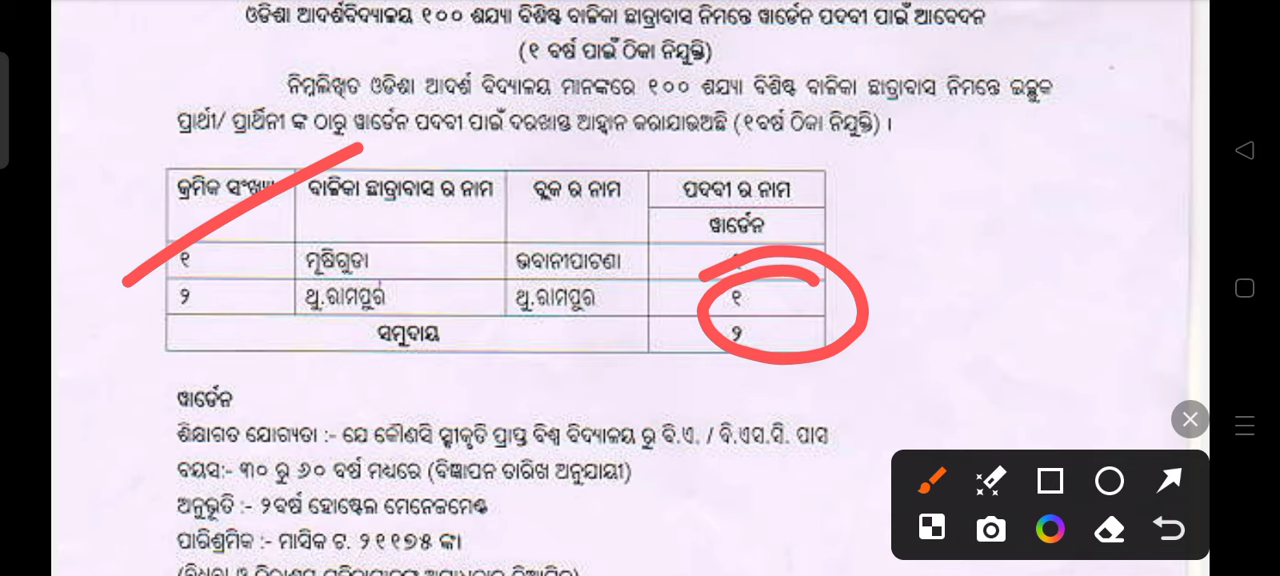 ଓଡିଶା ଆଦର୍ଶବିଦ୍ୟାଳୟ ୧୦୦ ଶଯ୍ୟା ବିଶିଷ୍ଟ ବାଳିକା ଛାତ୍ରାବାସ ନିମନ୍ତେ ୱାର୍ଡେନ ପଦବୀ ପାଇଁ ଆବେଦନ
(୧ ବର୍ଷ ପାଇଁ ଠିକା ନିଯୁକ୍ତି)
ନିମ୍ନଲିଖିତ ଓଡିଶା ଆଦର୍ଶ ବିଦ୍ୟାଳୟ ମାନଙ୍କରେ ୧୦୦ ଶଯ୍ୟା ବିଶିଷ୍ଟ ବାଳିକା ଛାତ୍ରାବାସ ନିମନ୍ତେ ଇଚ୍ଛୁକ
ପ୍ରାର୍ଥୀ/ ପ୍ରାର୍ଥିନୀ ଙ୍କ ଠାରୁ ୱାର୍ଡେନ ପଦବୀ ପାଇଁ ଦରଖାସ୍ତ ଆହ୍ୱାନ କରାଯାଉଅଛି (୧ବର୍ଷ ଠିକା ନିଯୁକ୍ତି) ।
କ୍ରମିକ ସଂଖ୍ୟା ବାଳିକା ଛାତ୍ରାବାସ ର ନାମ ବ୍ଲକ ର ନାମ ପଦବୀ ର ନାମ
ୱାର୍ଡେନ
୧ ମୂଷିଗୁଡା ଭବାନୀପାଟଣା
୨ ଥୁ.ରାମପୁର ଥୁ.ରାମପୁର ୧
ସମୁଦାୟ ୨
ୱାର୍ଡେନ
ଶିକ୍ଷାଗତ ଯୋଗ୍ୟତା :- ଯେ କୌଣସି ସ୍ୱୀକୃତି ପ୍ରାପ୍ତ ବିଶ୍ୱ ବିଦ୍ୟାଳୟ ରୁ ବି.ଏ. / ବି.ଏସ.ସି. ପାସ
ବୟସ:- ୩୦ ରୁ ୬୦ ବର୍ଷ ମଧ୍ୟରେ (ବିଜ୍ଞାପନ ତାରିଖ ଅନୁଯାୟୀ)
ଅନୁଭୂତି :- ୨ବର୍ଷ ହୋଷ୍ଟେଲ ମେନେଜମେଣ୍ଟ
ପାରିଶ୍ରମିକ :- ମାସିକ ଟ. ୨୧୧୭୫ ଙ୍କା